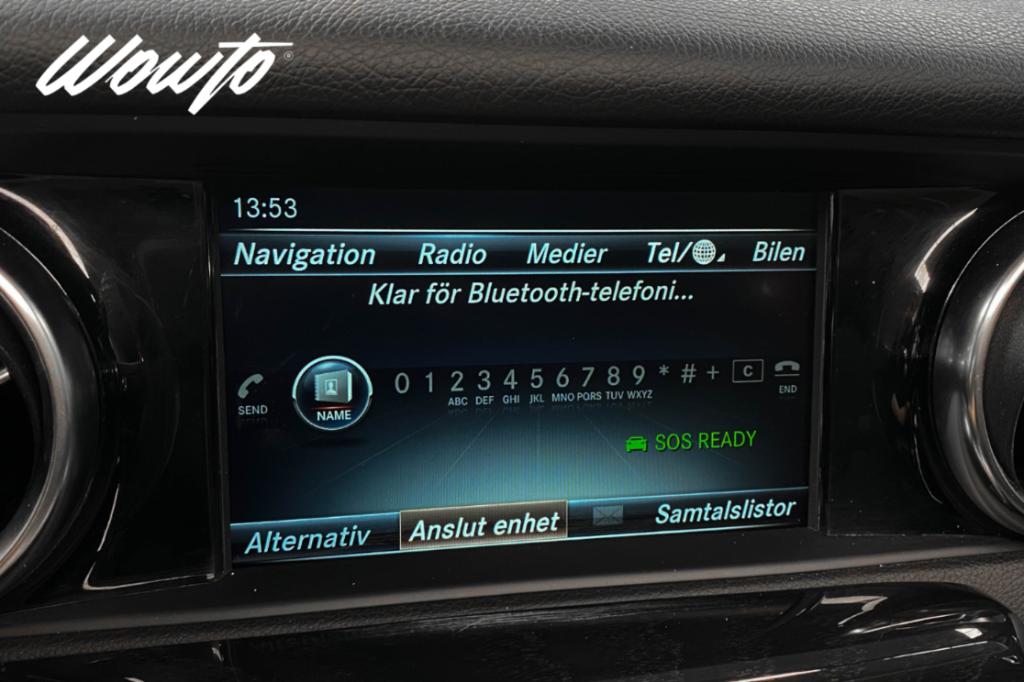 Wowto
13:53
Navigation Radio Medier Tel/ Bilen
Klar för Bluetooth-telefoni...
SEND NAME 0 1 2 3 4 5 6 7 8 9 * # + C END
ABC DEF GHI JKL MNO PQRS TUV WXYZ
SOS READY
Alternativ Anslut enhet Samtalslistor